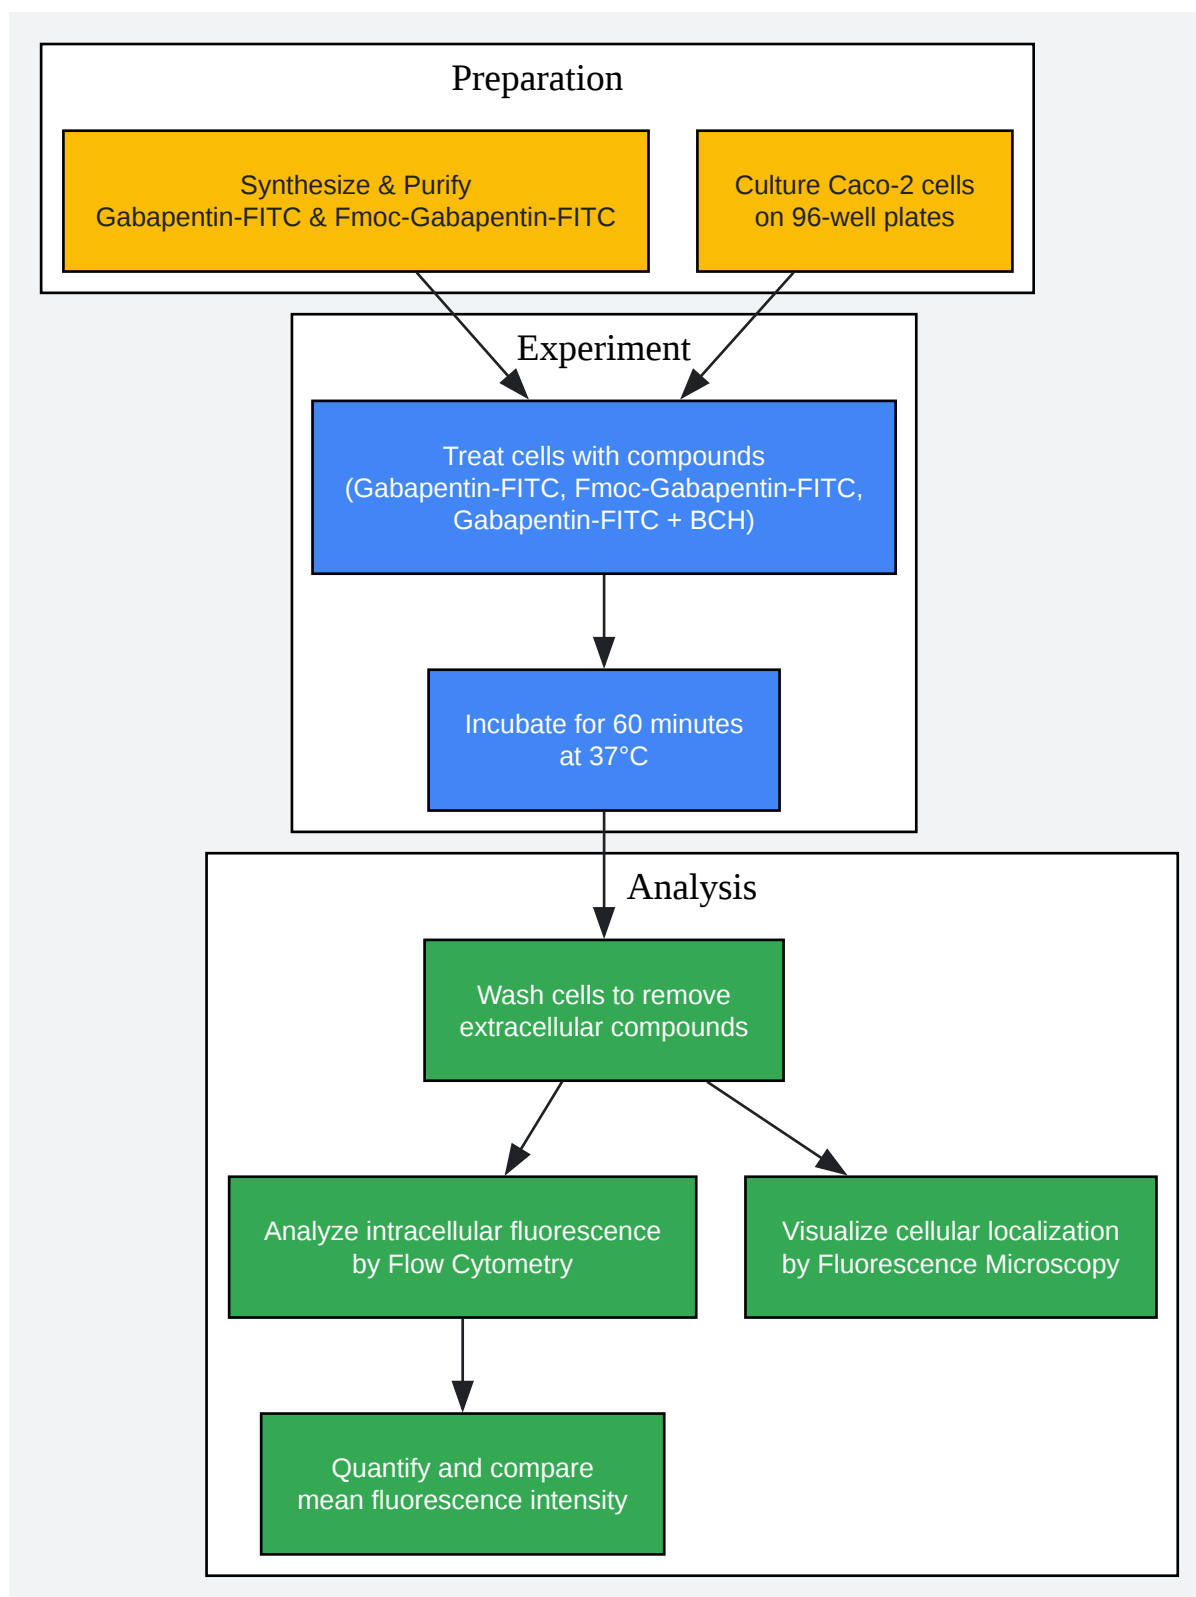 Preparation
Synthesize & Purify
Gabapentin-FITC & Fmoc-Gabapentin-FITC
Culture Caco-2 cells
on 96-well plates
Experiment
Treat cells with compounds
(Gabapentin-FITC, Fmoc-Gabapentin-FITC,
Gabapentin-FITC + BCH)
Incubate for 60 minutes
at 37°C
Analysis
Wash cells to remove
extracellular compounds
Analyze intracellular fluorescence
by Flow Cytometry
Visualize cellular localization
by Fluorescence Microscopy
Quantify and compare
mean fluorescence intensity